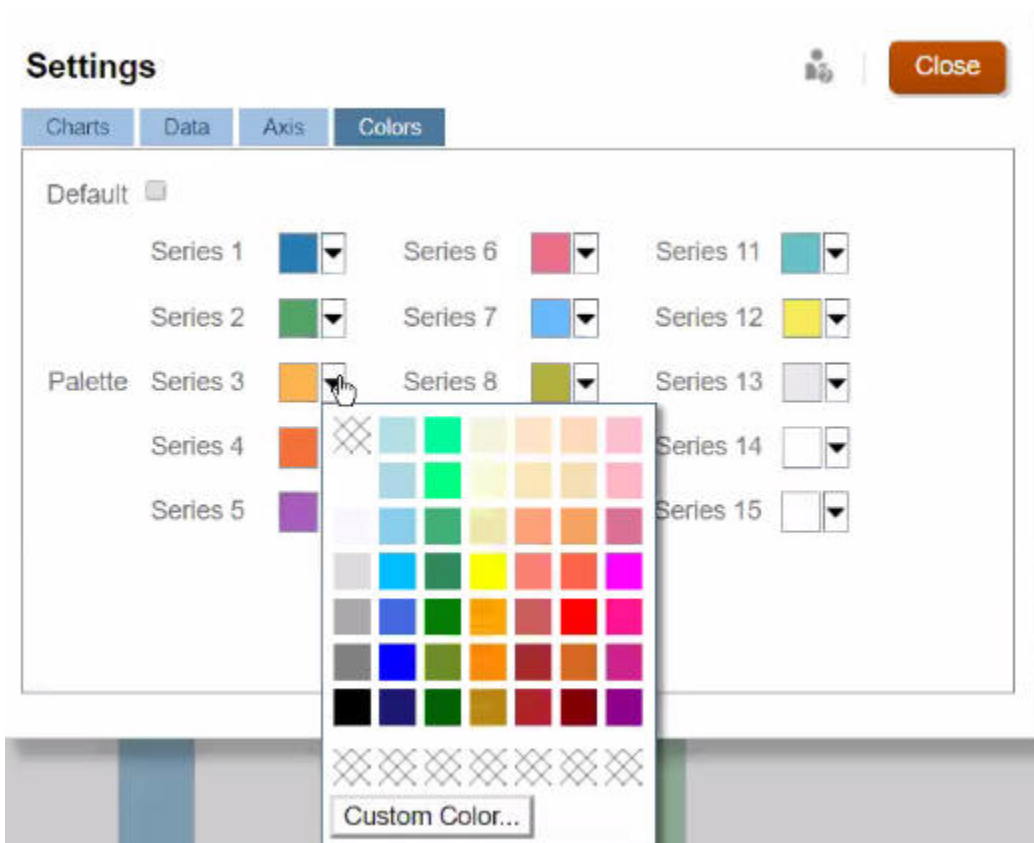 Settings
Close
Charts Data Axis Colors
Default
Series 1 Series 6 Series 11
Series 2 Series 7 Series 12
Palette Series 3 Series 8 Series 13
Series 4 Series 14
Series 5 Series 15
Custom Color...